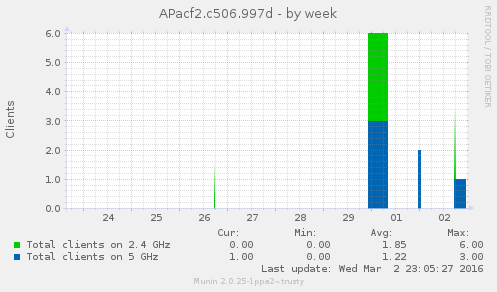 APacf2.c506.997d - by week
RRDTOOL / TOBI OETIKER
Clients
6.0
5.0
4.0
3.0
2.0
1.0
0.0
24 25 26 27 28 29 01 02
Cur: Min: Avg: Max:
Total clients on 2.4 GHz 0.00 0.00 1.85 6.00
Total clients on 5 GHz 1.00 0.00 1.22 3.00
Last update: Wed Mar 2 23:05:27 2016
Munin 2.0.25-1ppa2~trusty